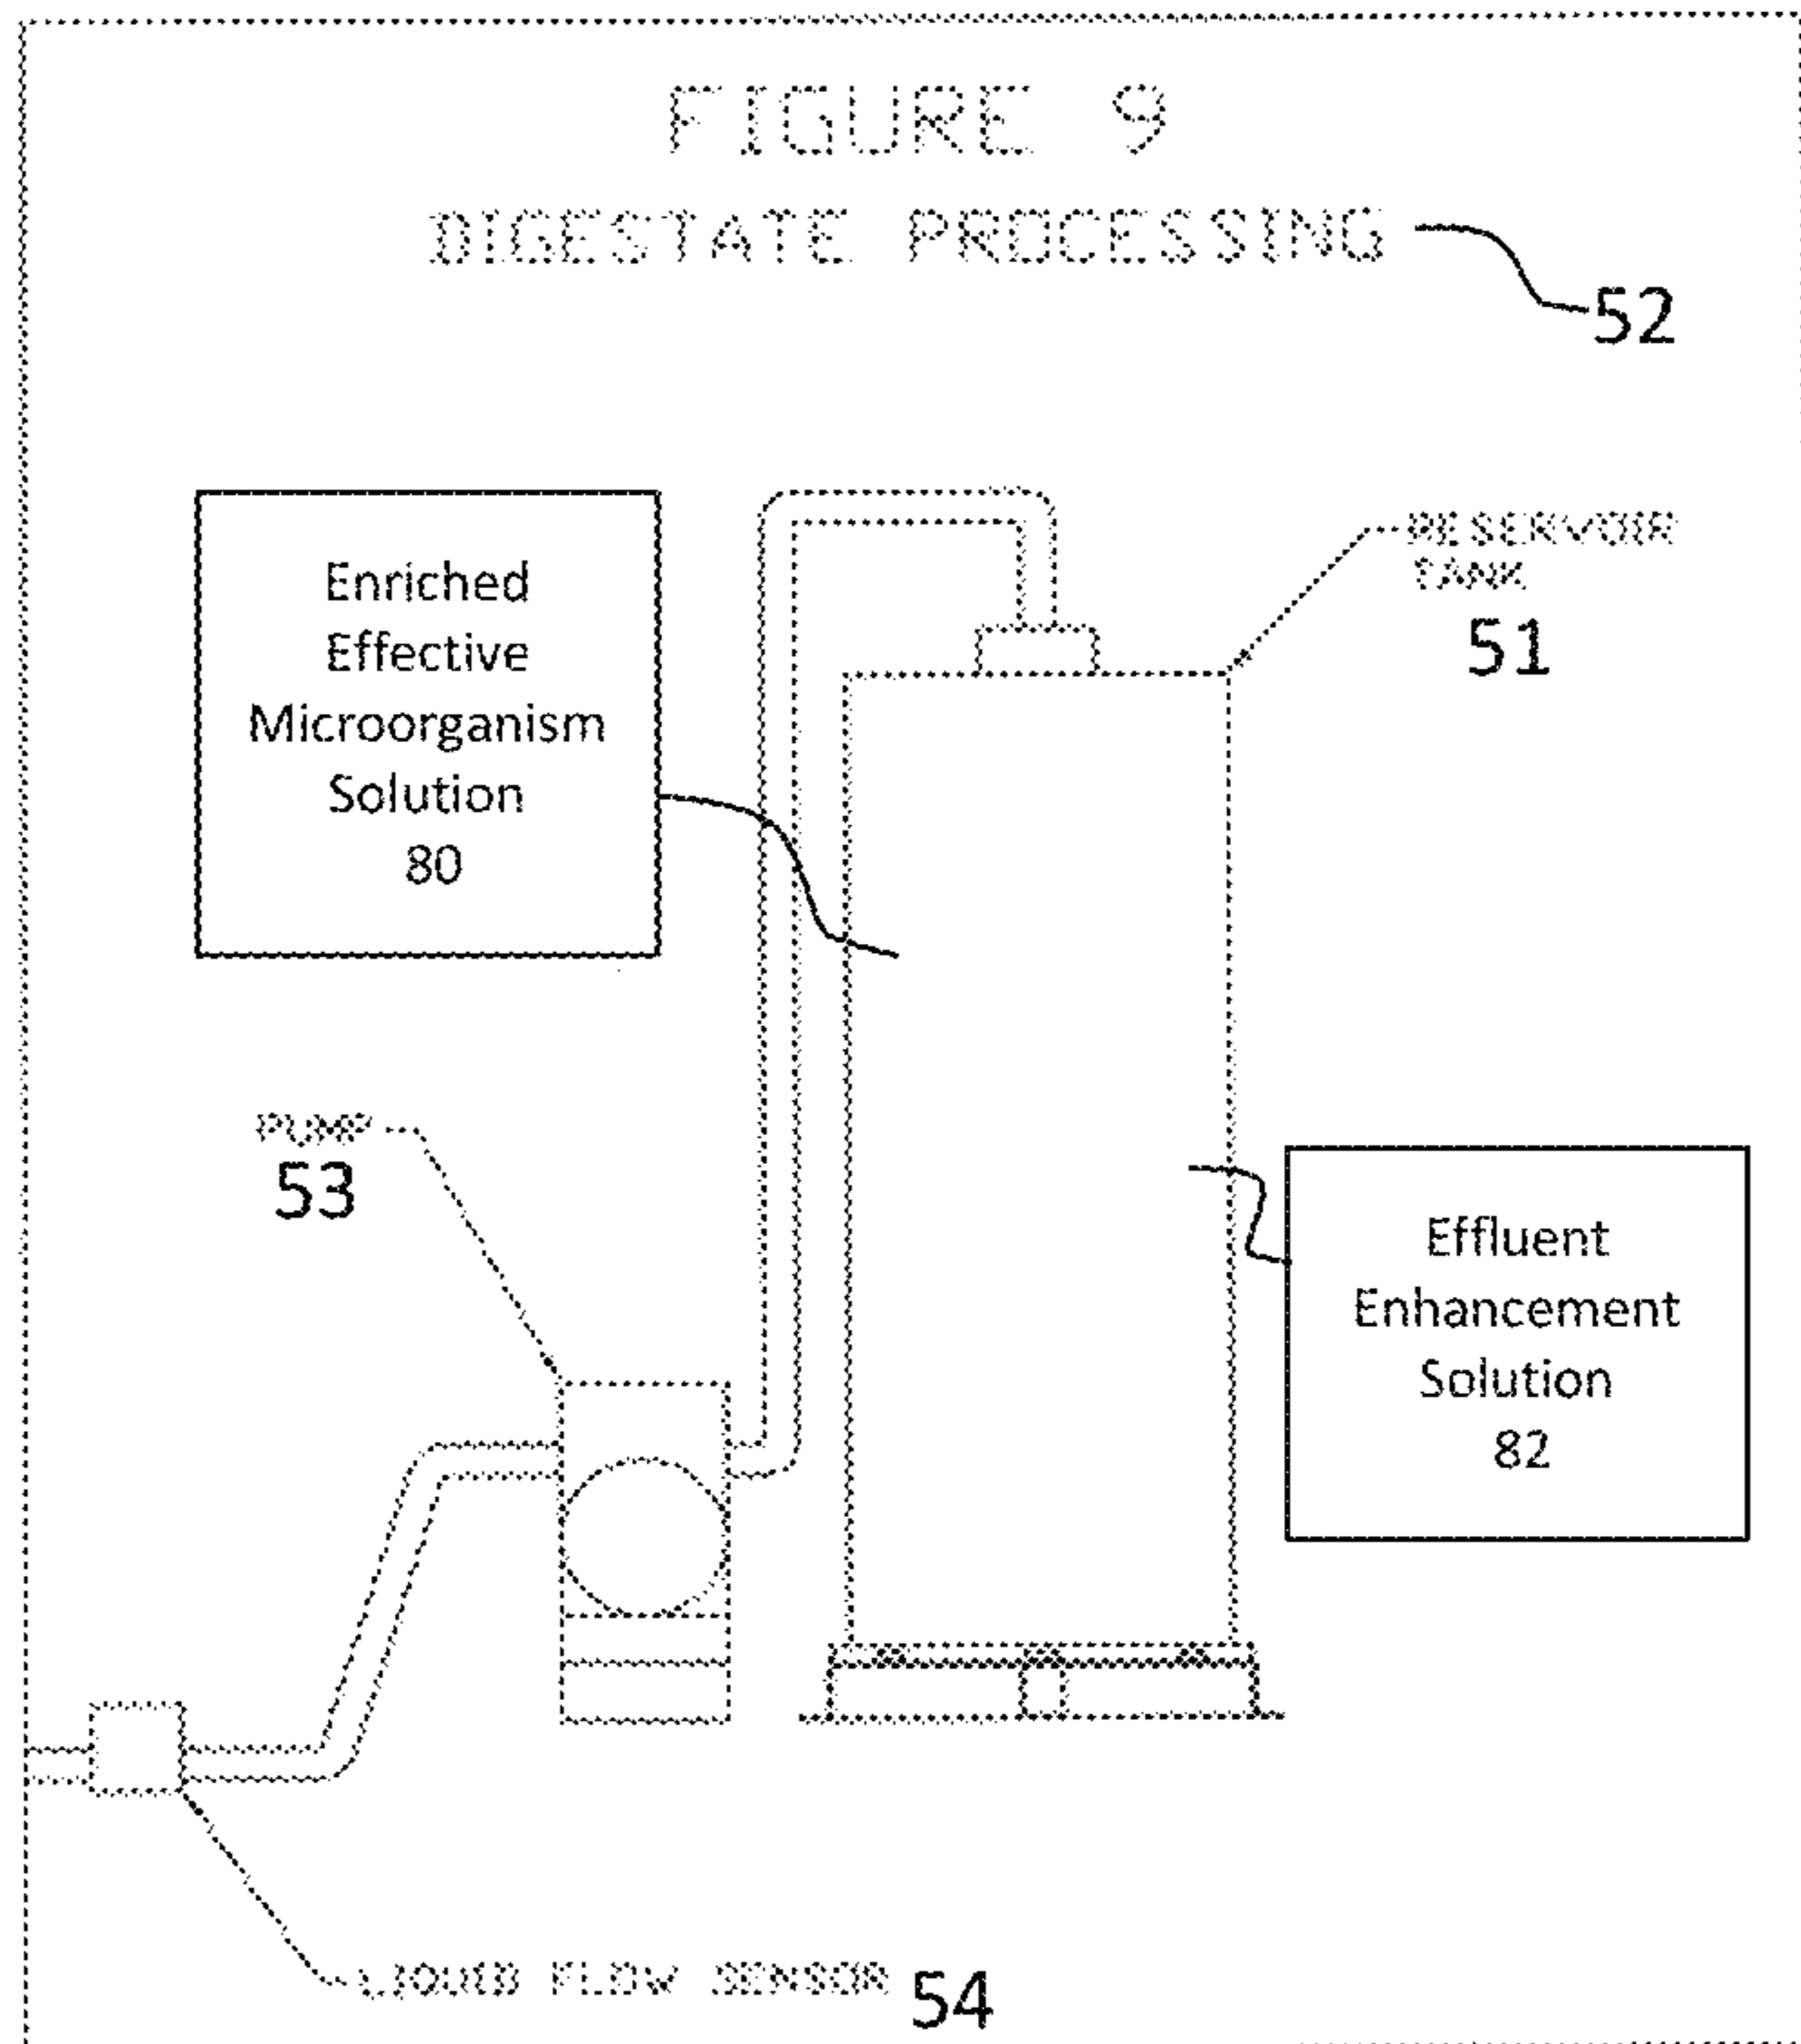 FIGURE 9
DIGESTATE PROCESSING
52
Enriched
Effective
Microorganism
Solution
80
RESERVOIR
TANK
51
PUMP
53
Effluent
Enhancement
Solution
82
LIQUID FLOW SENSOR 54